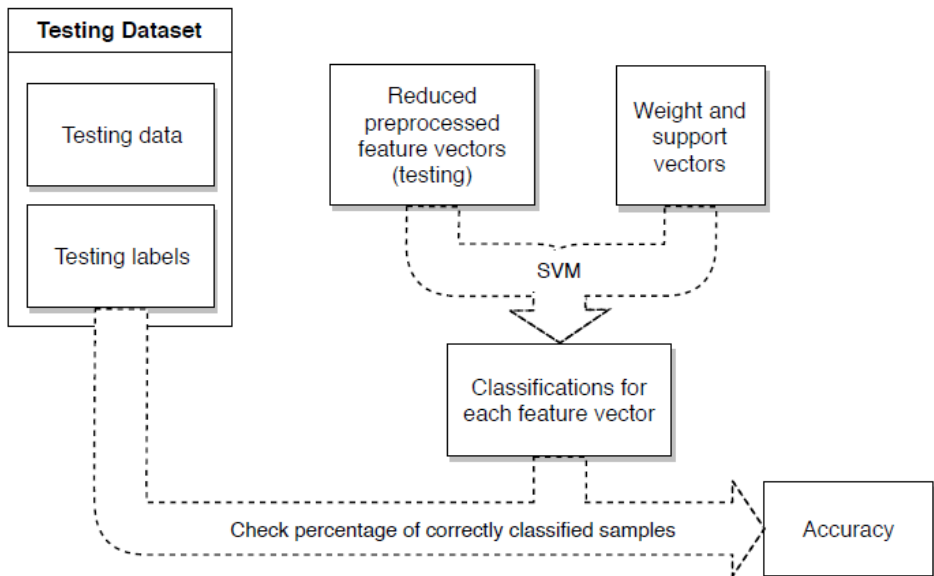 Testing Dataset
Testing data
Testing labels
Reduced
preprocessed
feature vectors
(testing)
Weight and
support
vectors
SVM
Classifications for
each feature vector
Check percentage of correctly classified samples
Accuracy